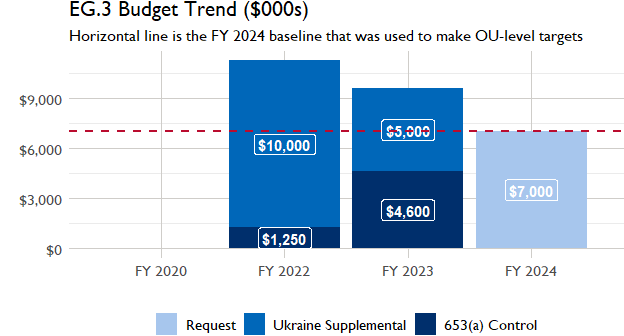 EG.3 Budget Trend ($000s)
Horizontal line is the FY 2024 baseline that was used to make OU-level targets
$9,000
$6,000
$3,000
$0
$10,000
$1,250
$5,000
$4,600
$7,000
FY 2020 FY 2022 FY 2023 FY 2024
Request Ukraine Supplemental 653(a) Control